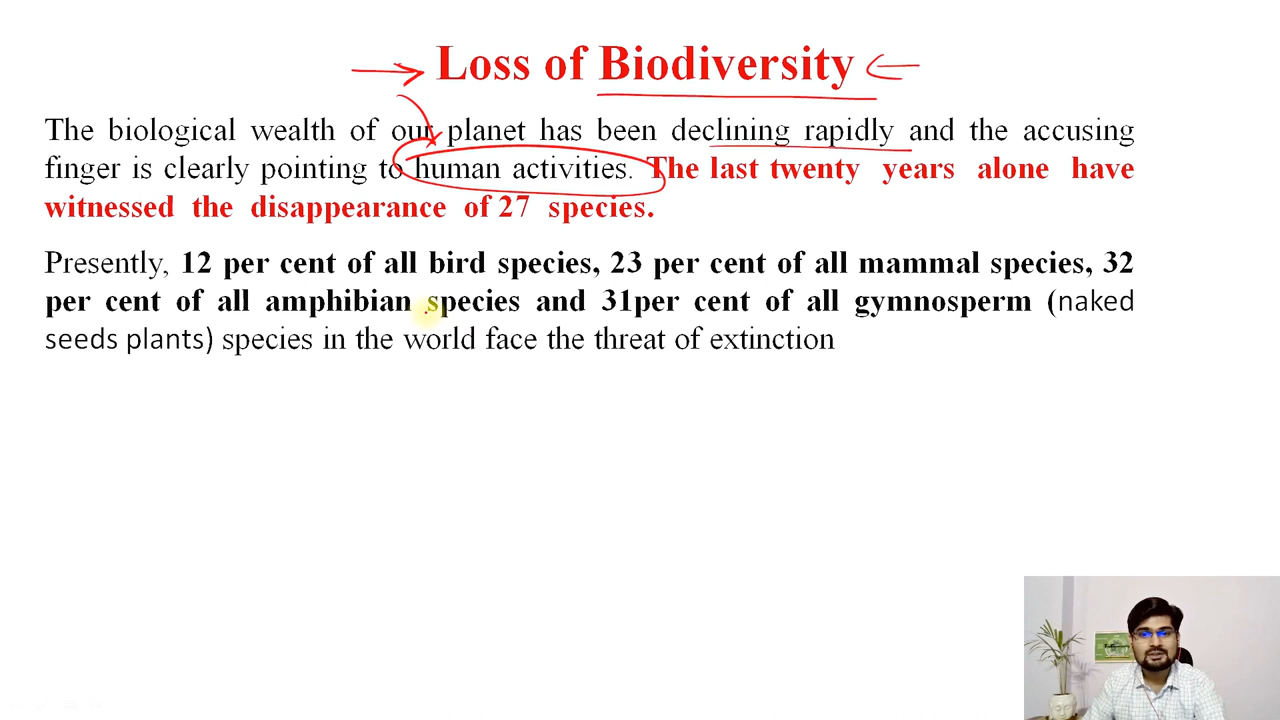 Loss of Biodiversity
The biological wealth of our planet has been declining rapidly and the accusing
finger is clearly pointing to human activities. The last twenty years alone have
witnessed the disappearance of 27 species.
Presently, 12 per cent of all bird species, 23 per cent of all mammal species, 32
per cent of all amphibian species and 31per cent of all gymnosperm (naked
seeds plants) species in the world face the threat of extinction